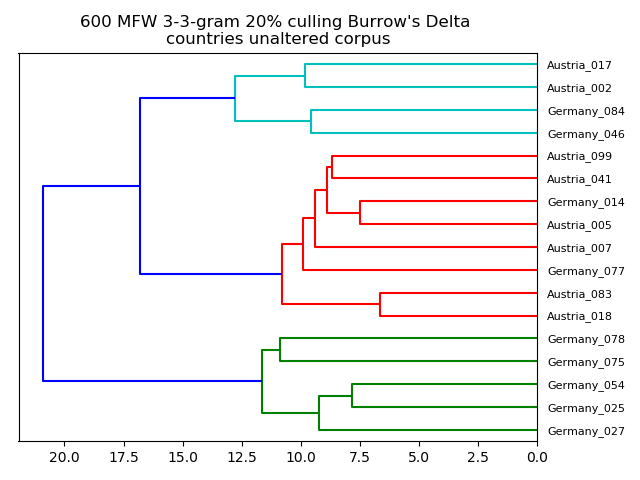 600 MFW 3-3-gram 20% culling Burrow's Delta
countries unaltered corpus
Austria_017
Austria_002
Germany_084
Germany_046
Austria_099
Austria_041
Germany_014
Austria_005
Austria_007
Germany_077
Austria_083
Austria_018
Germany_078
Germany_075
Germany_054
Germany_025
Germany_027
20.0 17.5 15.0 12.5 10.0 7.5 5.0 2.5 0.0